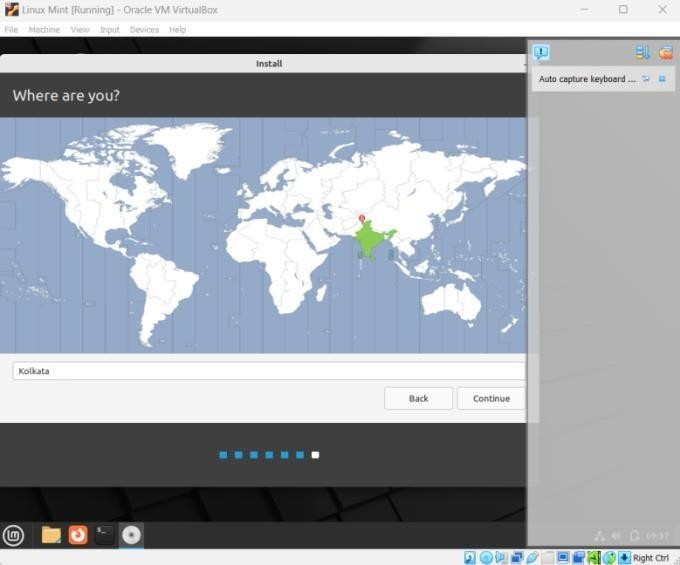 Linux Mint [Running] - Oracle VM VirtualBox
File Machine View Input Devices Help
Install
Auto capture keyboard ...
Where are you?
Kolkata
Back Continue
09:37
Right Ctrl